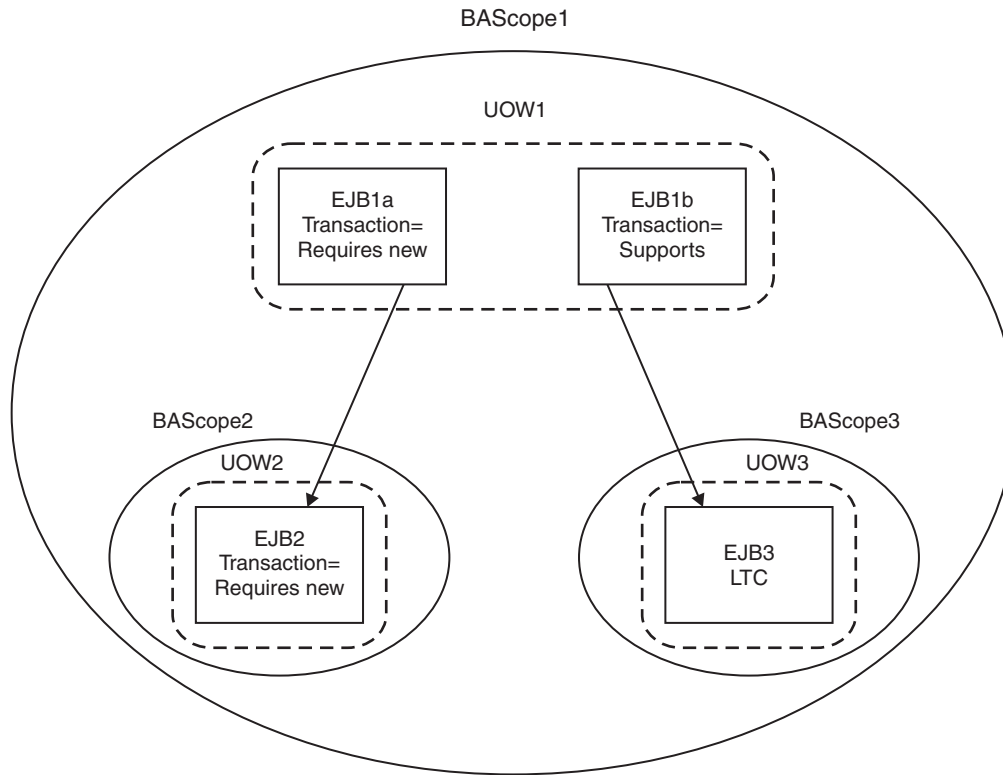 BAScope1
UOW1
EJB1a
Transaction=
Requires new
EJB1b
Transaction=
Supports
BAScope2
UOW2
EJB2
Transaction=
Requires new
BAScope3
UOW3
EJB3
LTC